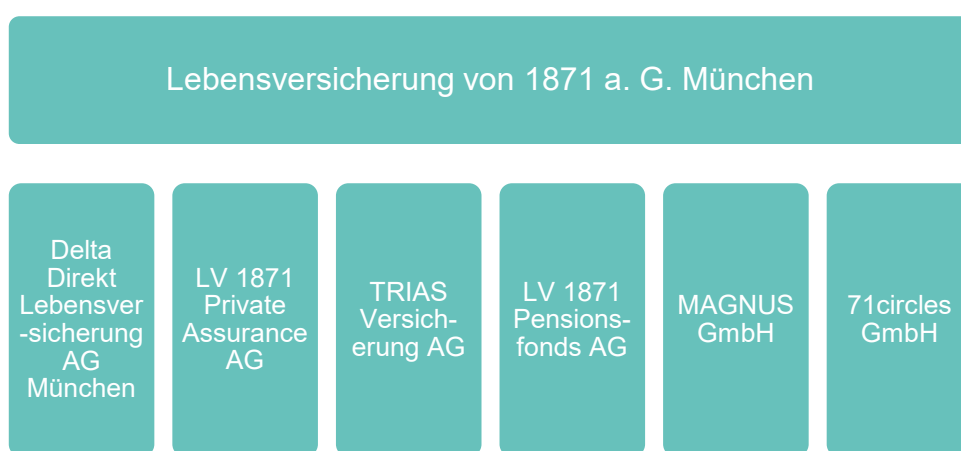 Lebensversicherung von 1871 a. G. München
Delta
Direkt
Lebensver
-sicherung
AG
München
LV 1871
Private
Assurance
AG
TRIAS
Versich-
erung AG
LV 1871
Pensions-
fonds AG
MAGNUS
GmbH
71circles
GmbH